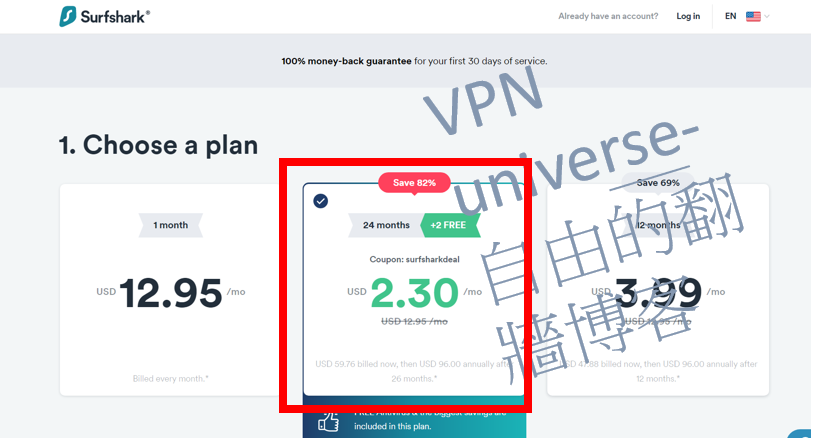 Surfshark®
Already have an account? Log in EN
100% money-back guarantee for your first 30 days of service.
1. Choose a plan
Save 82%
Save 69%
1 month
24 months +2 FREE
12 months
Coupon: surfsharkdeal
USD 12.95 /mo
USD 2.30 /mo
USD 3.99 /mo
USD 12.95 /mo
USD 12.95 /mo
Billed every month.*
USD 59.76 billed now, then USD 96.00 annually after
26 months.*
USD 47.88 billed now, then USD 96.00 annually after
12 months.*
FREE Antivirus & the biggest savings are
included in this plan.
VPN
universe-
自由的翻
牆博客